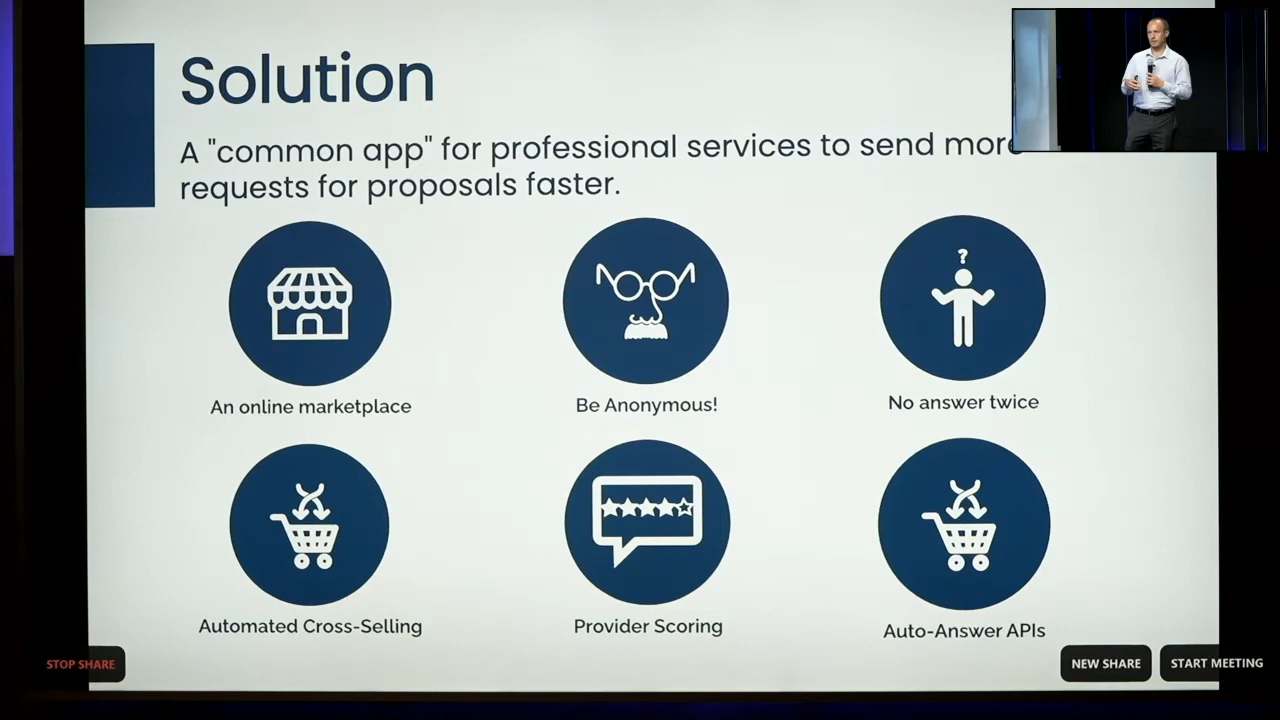 Solution
A "common app" for professional services to send more
requests for proposals faster.
?
An online marketplace
Be Anonymous!
No answer twice
Automated Cross-Selling
Provider Scoring
Auto-Answer APIs
STOP SHARE
NEW SHARE
START MEETING